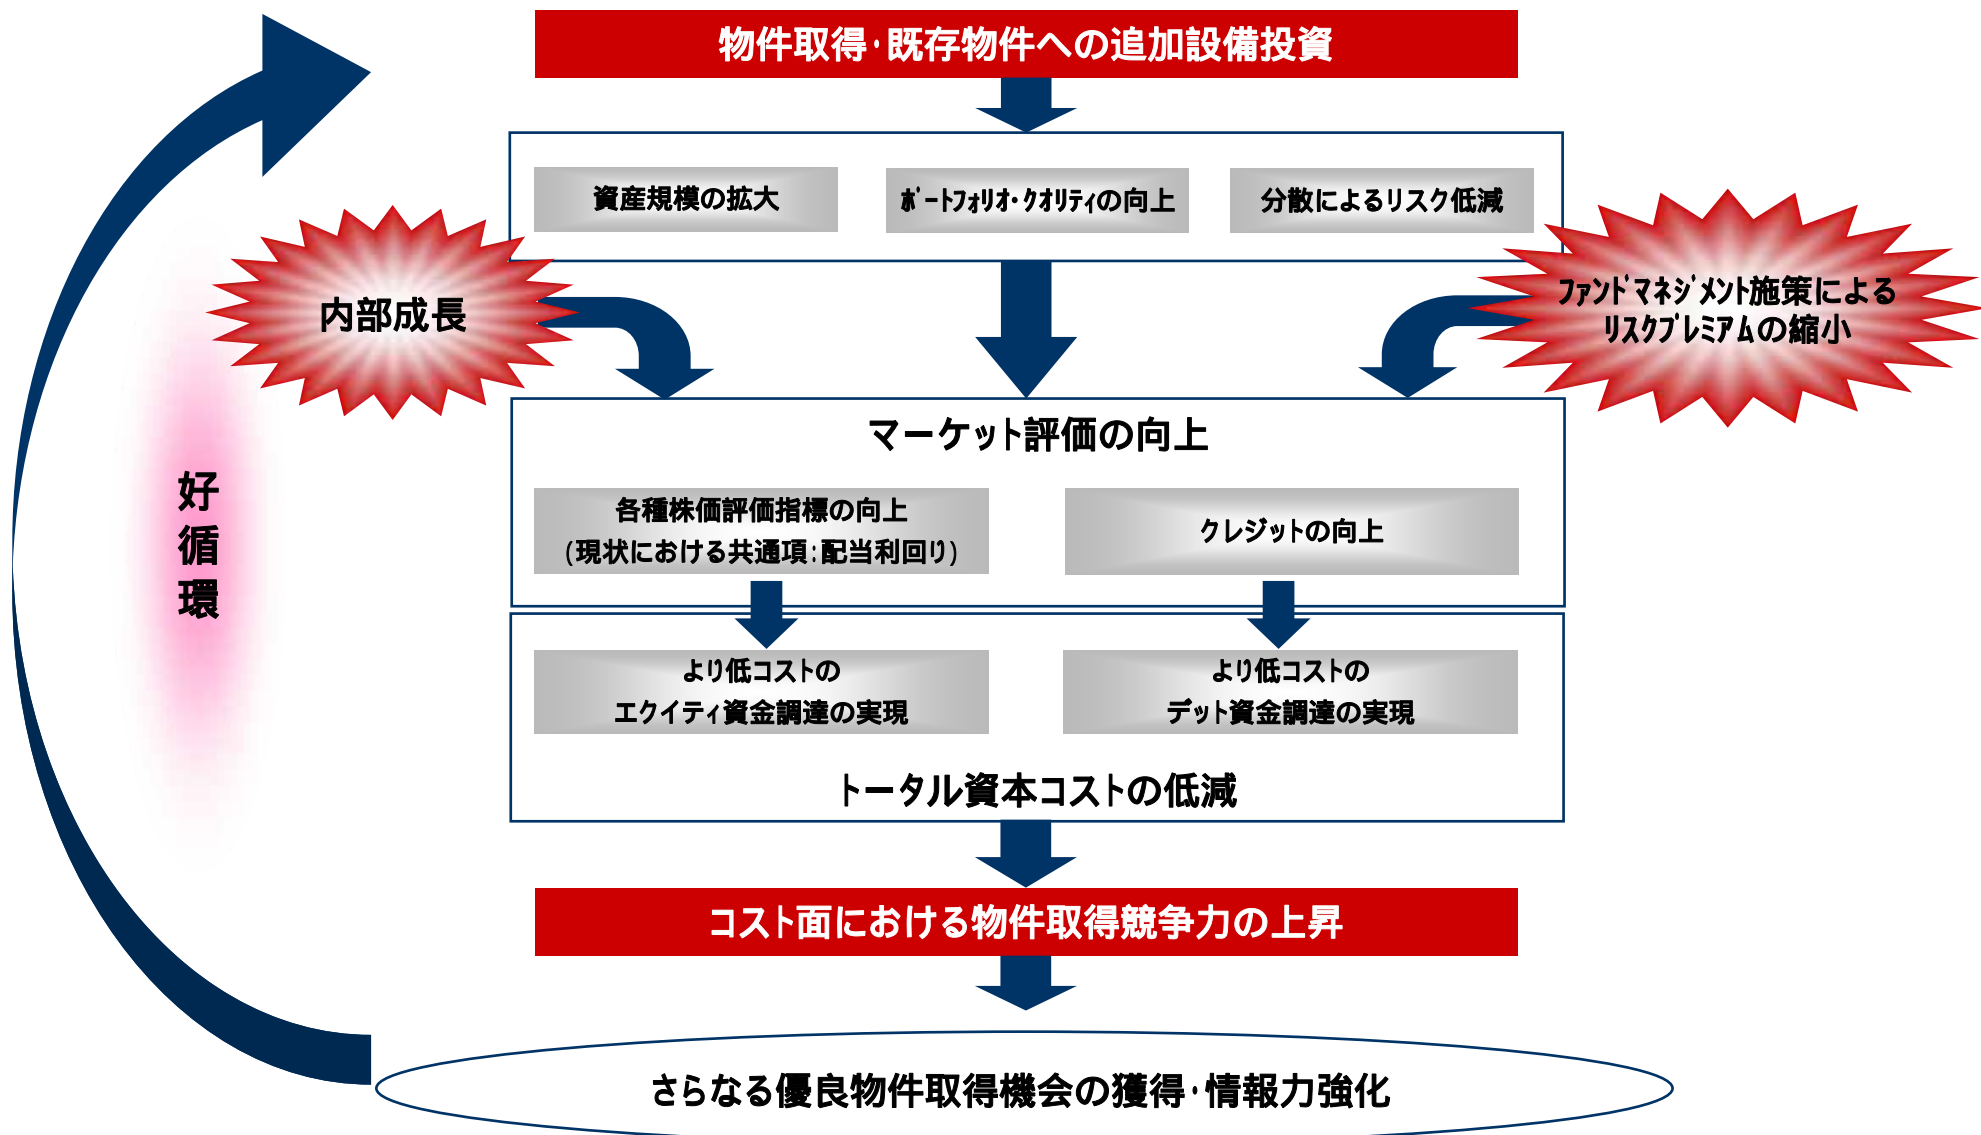 物件取得・既存物件への追加設備投資
資産規模の拡大
ﾎﾟｰﾄﾌｫﾘｵ・ｸｵﾘﾃｨの向上
分散によるリスク低減
内部成長
ﾌｧﾝﾄﾞﾏﾈｼﾞﾒﾝﾄ施策による
ﾘｽｸﾌﾟﾚﾐｱﾑの縮小
マーケット評価の向上
各種株価評価指標の向上
(現状における共通項:配当利回り)
クレジットの向上
好
循
環
より低コストの
エクイティ資金調達の実現
より低コストの
デット資金調達の実現
トータル資本コストの低減
コスト面における物件取得競争力の上昇
さらなる優良物件取得機会の獲得・情報力強化